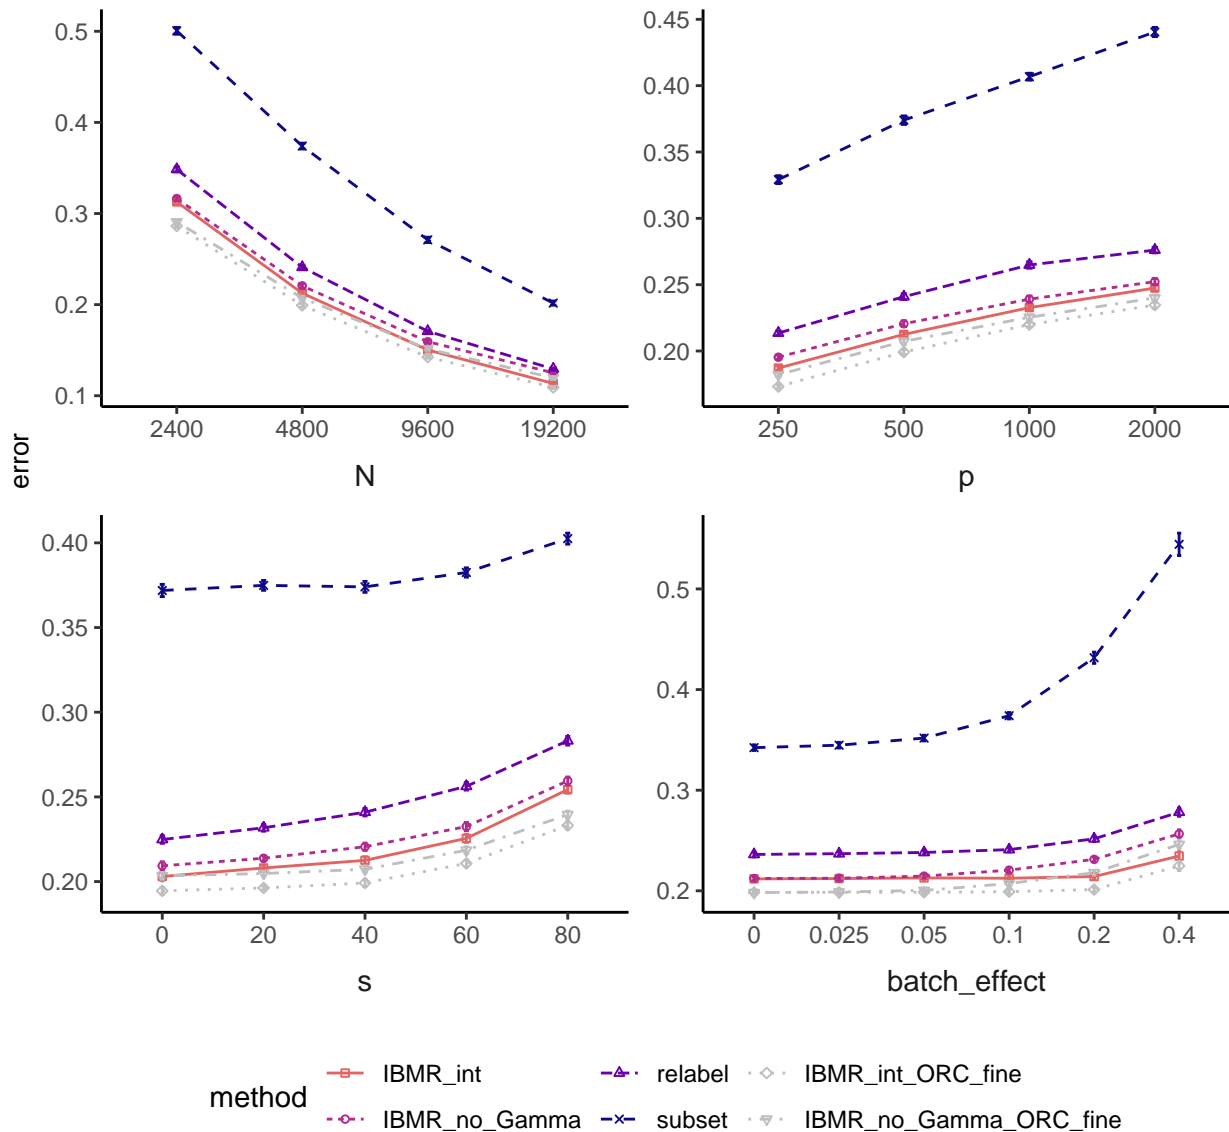 error
0.5
0.4
0.3
0.2
0.1
2400 4800 9600 19200
N
0.45
0.40
0.35
0.30
0.25
0.20
250 500 1000 2000
p
0.40
0.35
0.30
0.25
0.20
0 20 40 60 80
s
0.5
0.4
0.3
0.2
0 0.025 0.05 0.1 0.2 0.4
batch_effect
method
IBMR_int relabel IBMR_int_ORC_fine
IBMR_no_Gamma subset IBMR_no_Gamma_ORC_fine